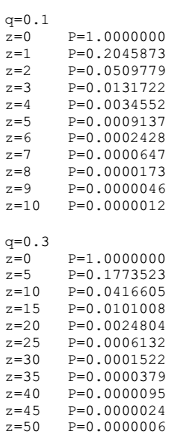 q=0.1
z=0 P=1.0000000
z=1 P=0.2045873
z=2 P=0.0509779
z=3 P=0.0131722
z=4 P=0.0034552
z=5 P=0.0009137
z=6 P=0.0002428
z=7 P=0.0000647
z=8 P=0.0000173
z=9 P=0.0000046
z=10 P=0.0000012

q=0.3
z=0 P=1.0000000
z=5 P=0.1773523
z=10 P=0.0416605
z=15 P=0.0101008
z=20 P=0.0024804
z=25 P=0.0006132
z=30 P=0.0001522
z=35 P=0.0000379
z=40 P=0.0000095
z=45 P=0.0000024
z=50 P=0.0000006